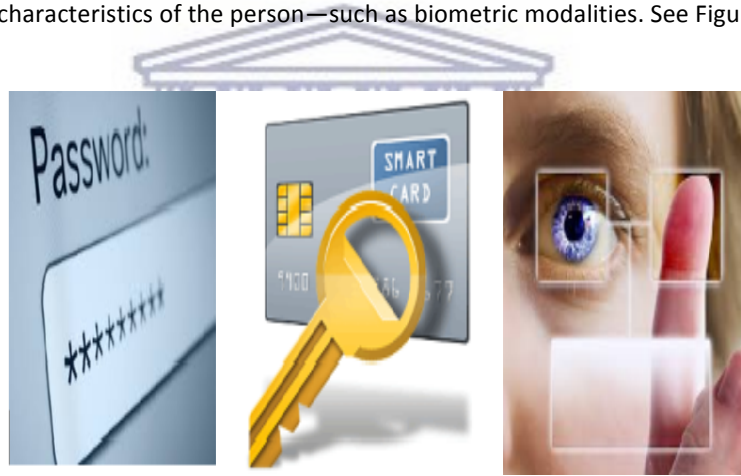 characteristics of the person—such as biometric modalities. See Figu
Password:
*********
SMART
CARD